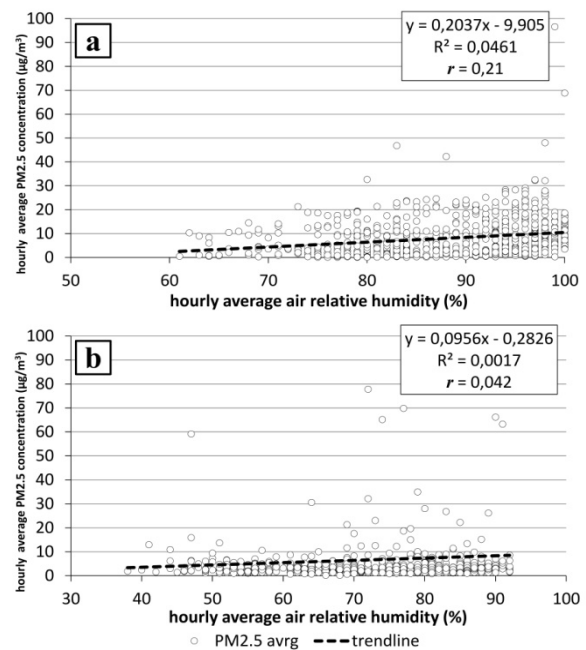 a
y = 0,2037x - 9,905
R² = 0,0461
r = 0,21
hourly average PM2.5 concentration (µg/m³)
100
90
80
70
60
50
40
30
20
10
0
50 60 70 80 90 100
hourly average air relative humidity (%)
b
y = 0,0956x - 0,2826
R² = 0,0017
r = 0,042
hourly average PM2.5 concentration (µg/m³)
100
90
80
70
60
50
40
30
20
10
0
30 40 50 60 70 80 90 100
hourly average air relative humidity (%)
PM2.5 avrg trendline